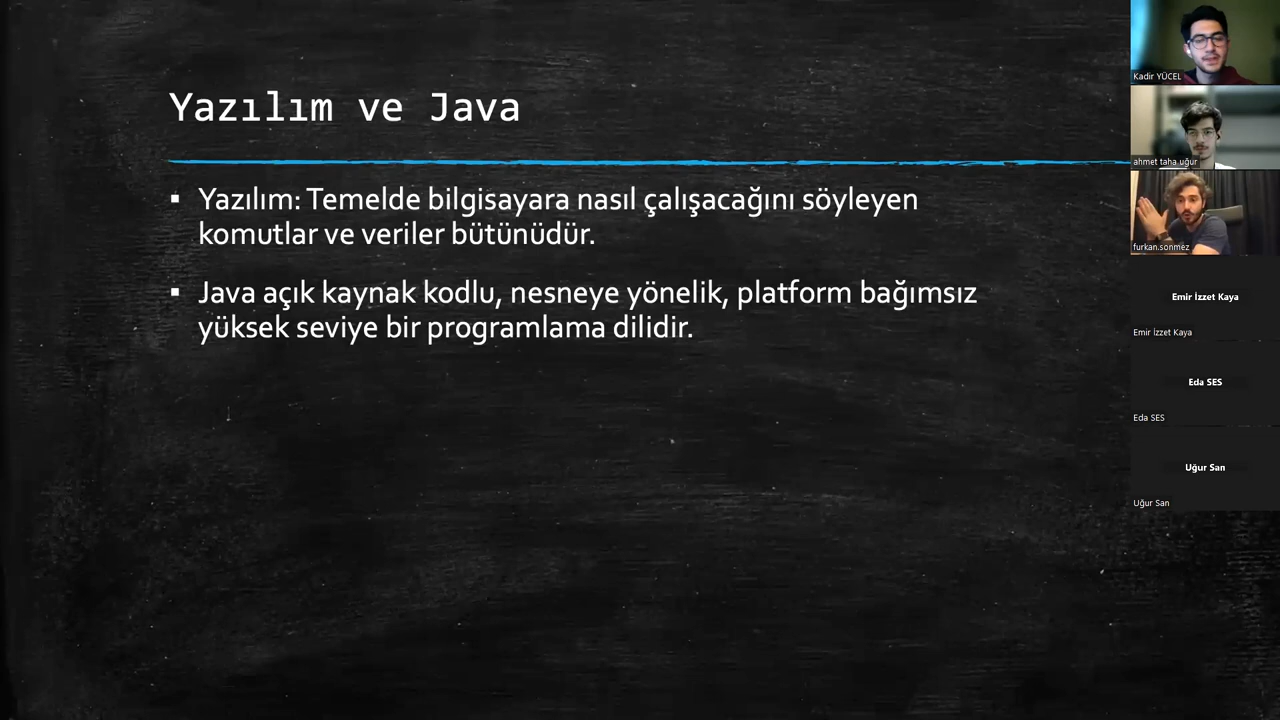 Yazılım ve Java
▪ Yazılım: Temelde bilgisayara nasıl çalışacağını söyleyen
komutlar ve veriler bütünüdür.
▪ Java açık kaynak kodlu, nesneye yönelik, platform bağımsız
yüksek seviye bir programlama dilidir.
Kadir YÜCEL
ahmet taha uğur
furkan.sonmez
Emir İzzet Kaya
Emir İzzet Kaya
Eda SES
Eda SES
Uğur San
Uğur San